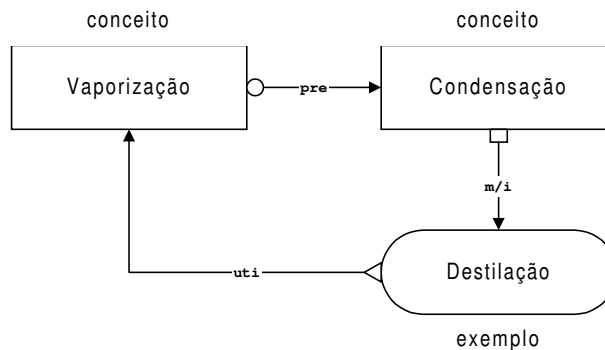 conceito
conceito
Vaporização
pre
Condensação
m/i
uti
Destilação
exemplo